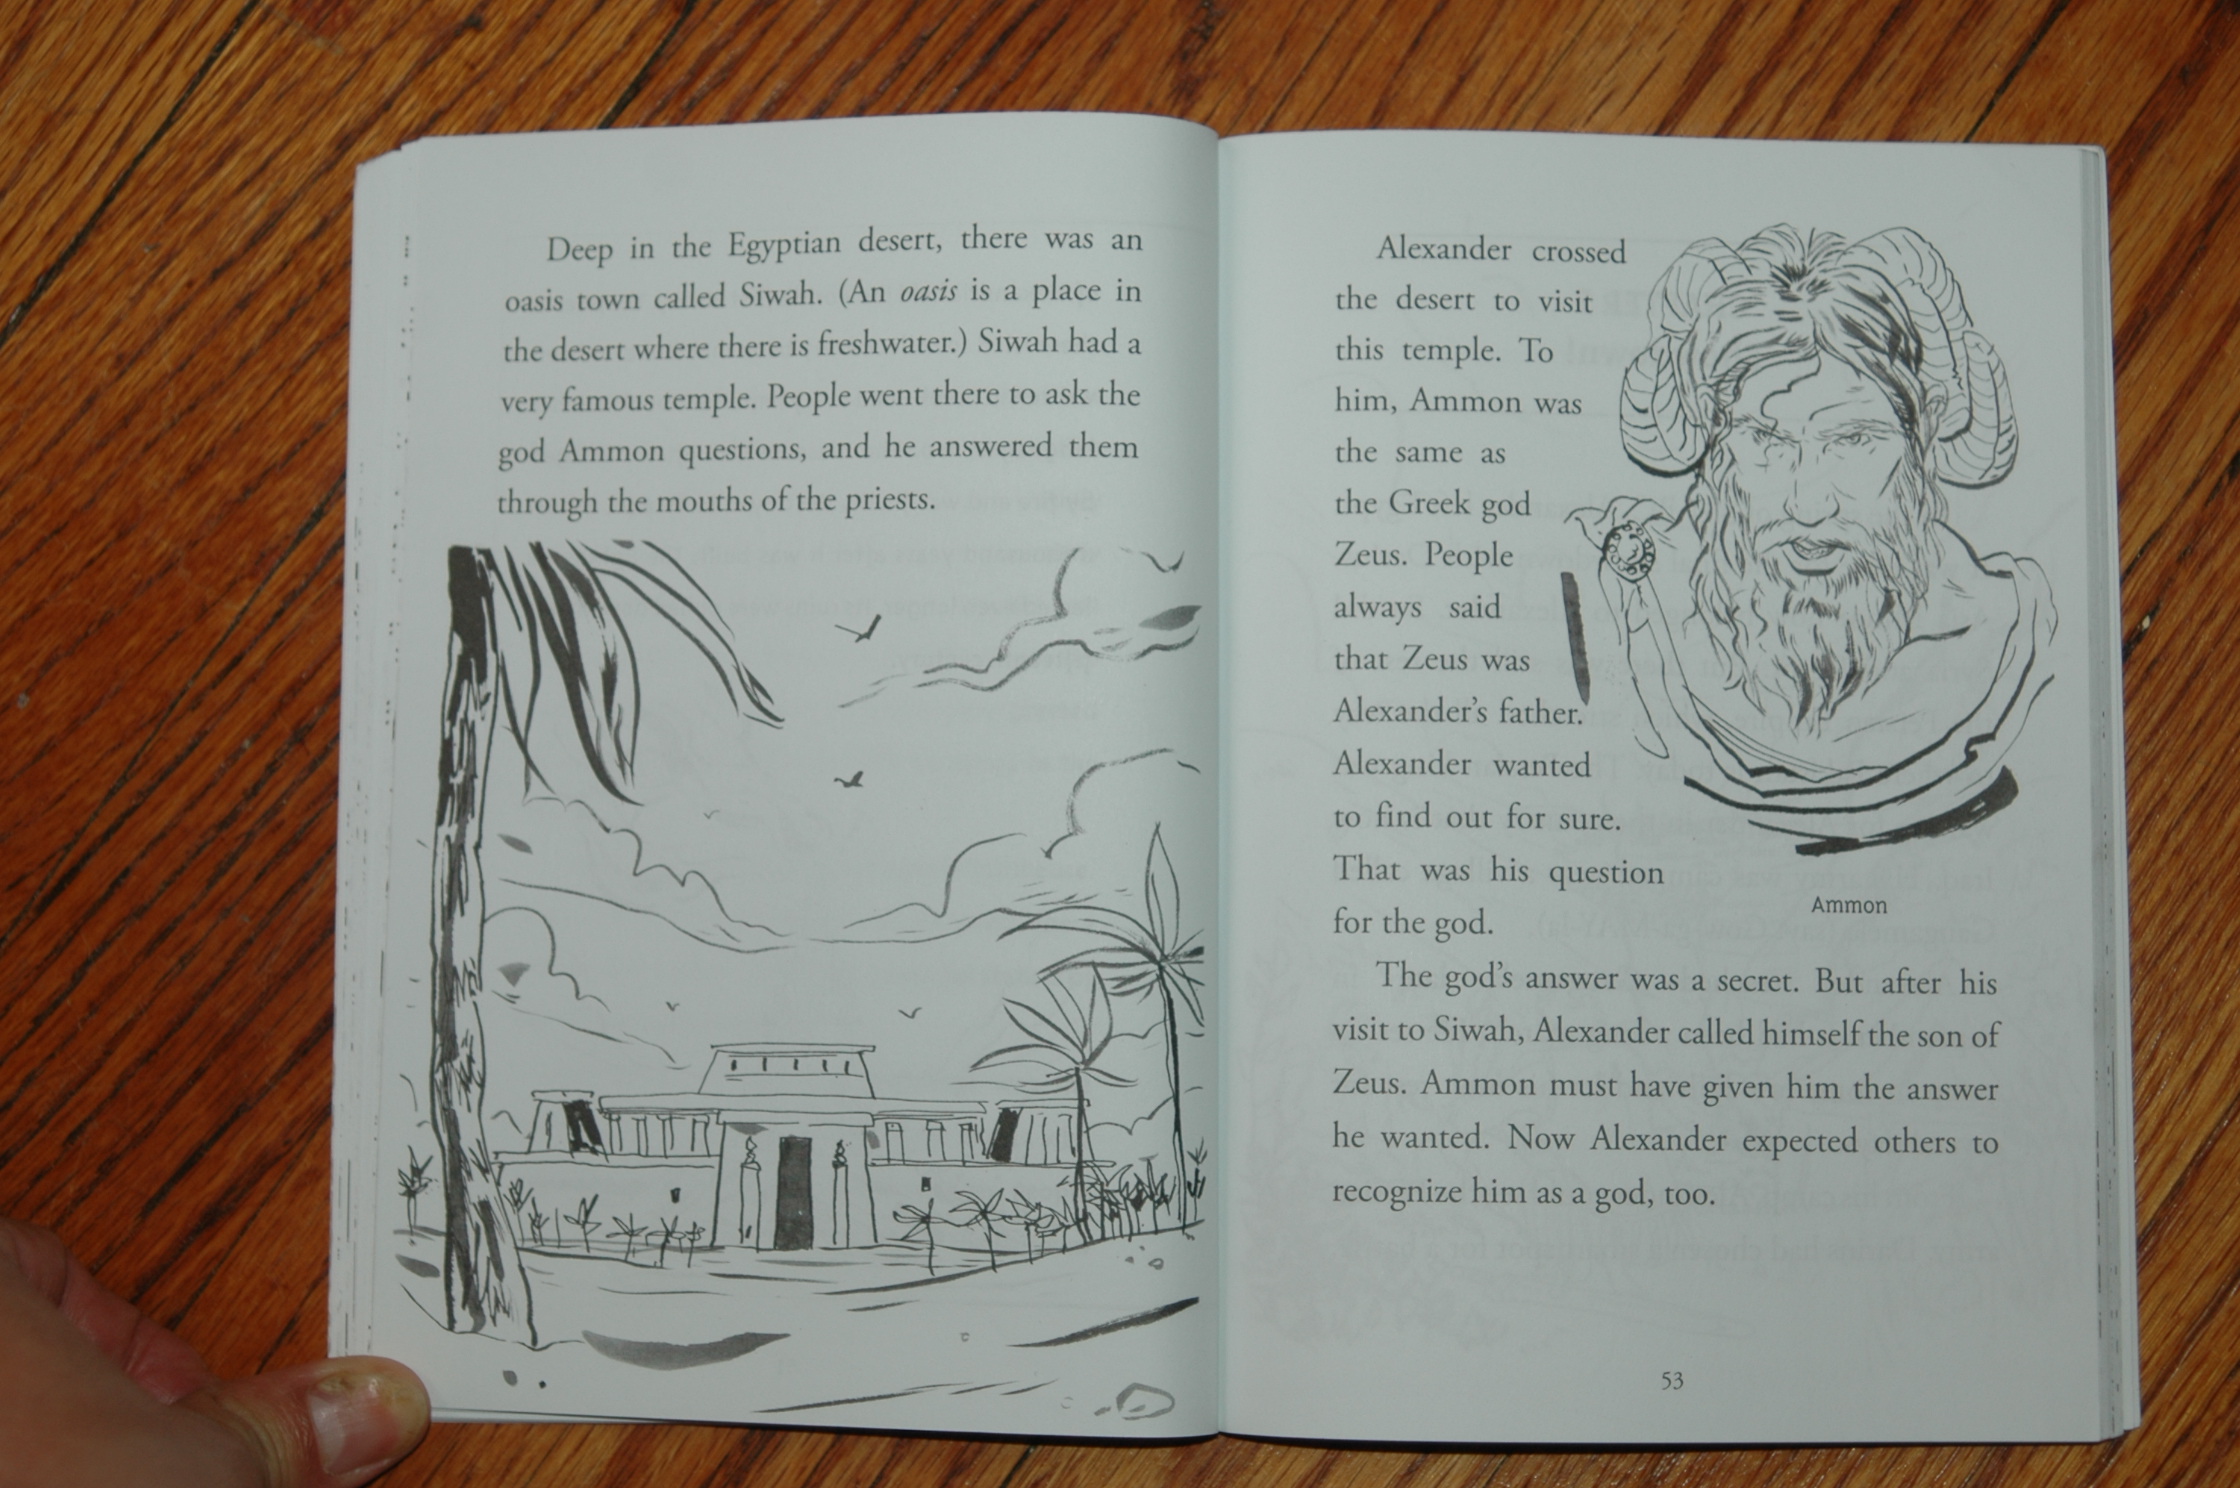 Deep in the Egyptian desert, there was an
oasis town called Siwah. (An oasis is a place in
the desert where there is freshwater.) Siwah had a
very famous temple. People went there to ask the
god Ammon questions, and he answered them
through the mouths of the priests.
Alexander crossed
the desert to visit
this temple. To
him, Ammon was
the same as
the Greek god
Zeus. People
always said
that Zeus was
Alexander's father.
Alexander wanted
to find out for sure.
That was his question
for the god.
Ammon
The god's answer was a secret. But after his
visit to Siwah, Alexander called himself the son of
Zeus. Ammon must have given him the answer
he wanted. Now Alexander expected others to
recognize him as a god, too.
53